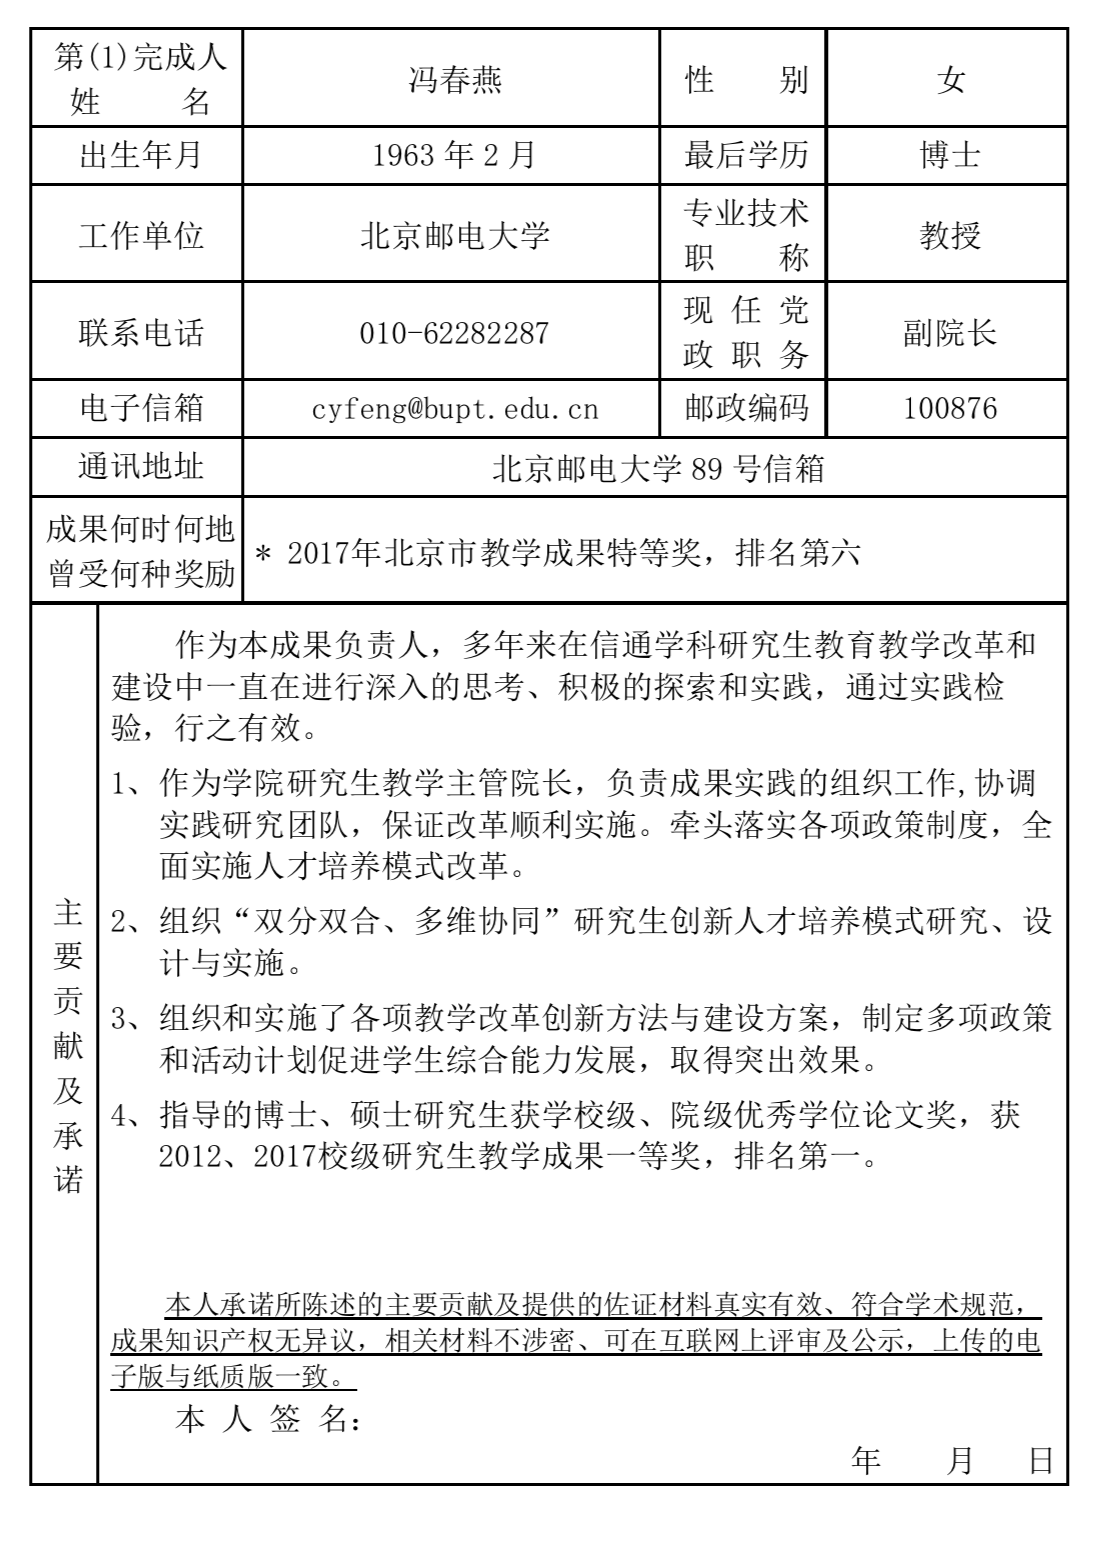 第(1)完成人
姓 名
冯春燕
性 别
女
出生年月
1963 年 2 月
最后学历
博士
工作单位
北京邮电大学
专业技术
职 称
教授
联系电话
010-62282287
现 任 党
政 职 务
副院长
电子信箱
cyfeng@bupt.edu.cn
邮政编码
100876
通讯地址
北京邮电大学 89 号信箱
成果何时何地
曾受何种奖励
* 2017年北京市教学成果特等奖，排名第六
主
要
贡
献
及
承
诺
作为本成果负责人，多年来在信通学科研究生教育教学改革和
建设中一直在进行深入的思考、积极的探索和实践，通过实践检
验，行之有效。
1、作为学院研究生教学主管院长，负责成果实践的组织工作,协调
实践研究团队，保证改革顺利实施。牵头落实各项政策制度，全
面实施人才培养模式改革。
2、组织“双分双合、多维协同”研究生创新人才培养模式研究、设
计与实施。
3、组织和实施了各项教学改革创新方法与建设方案，制定多项政策
和活动计划促进学生综合能力发展，取得突出效果。
4、指导的博士、硕士研究生获学校级、院级优秀学位论文奖，获
2012、2017校级研究生教学成果一等奖，排名第一。
本人承诺所陈述的主要贡献及提供的佐证材料真实有效、符合学术规范，
成果知识产权无异议，相关材料不涉密、可在互联网上评审及公示，上传的电
子版与纸质版一致。
本 人 签 名：
年 月 日